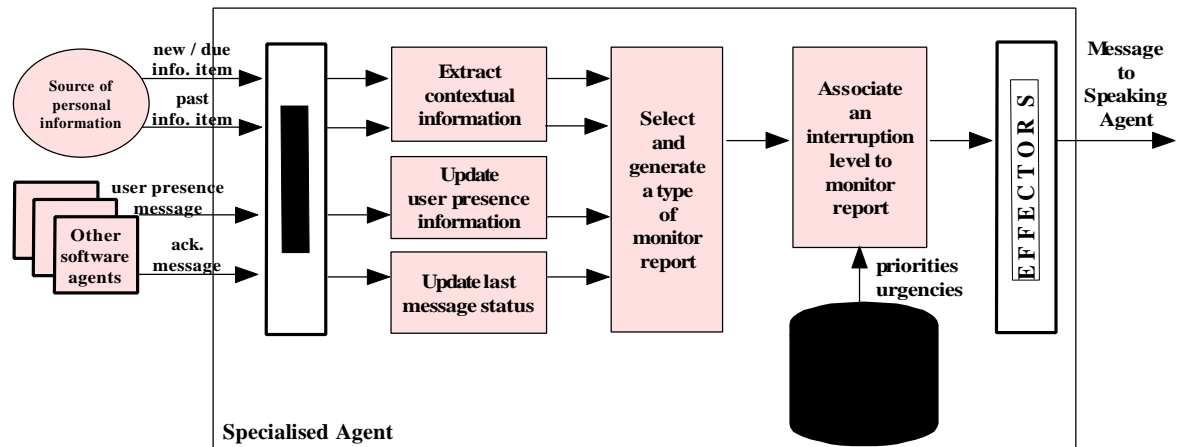 new / due
info. item
past
info. item
Source of
personal
information
user presence
message
ack.
message
Other
software
agents
Extract
contextual
information
Update
user presence
information
Update last
message status
Select
and
generate
a type
of
monitor
report
Associate
an
interruption
level to
monitor
report
priorities
urgencies
EFFECTORS
Message
to
Speaking
Agent
Specialised Agent